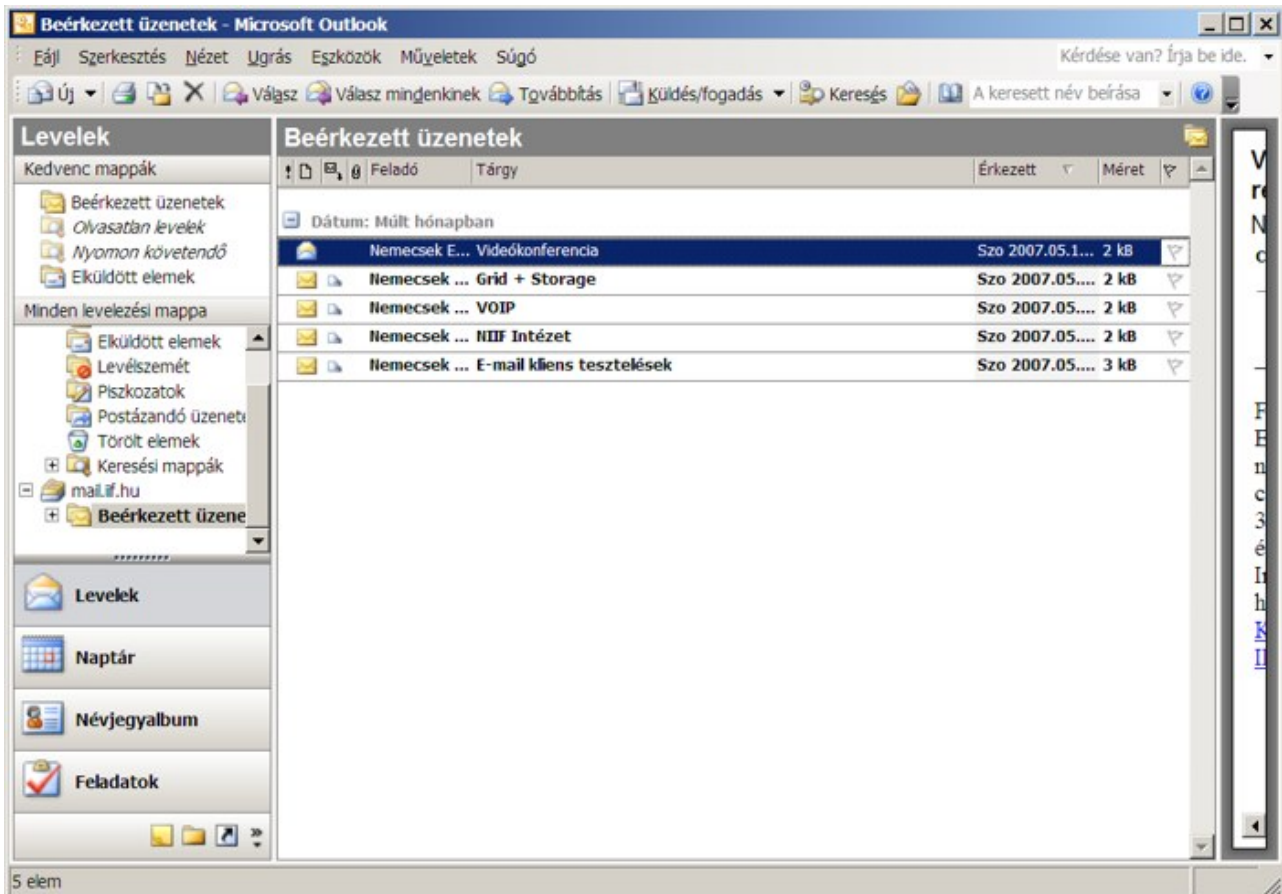 Beérkezett üzenetek - Microsoft Outlook
Fájl Szerkesztés Nézet Ugrás Eszközök Műveletek Súgó Kérdése van? Írja be ide.
Új Válasz Válasz mindenkinek Továbbítás Küldés/fogadás Keresés A keresett név beírása
Levelek
Kedvenc mappák
Beérkezett üzenetek
Olvasatlan levelek
Nyomon követendő
Elküldött elemek
Minden levelezési mappa
Elküldött elemek
Levélszemét
Piszkozatok
Postázandó üzenete
Törölt elemek
Keresési mappák
mail.iif.hu
Beérkezett üzene
Levelek
Naptár
Névjegyalbum
Feladatok
Beérkezett üzenetek
Feladó Tárgy Érkezett Méret
Dátum: Múlt hónapban
Nemecsek E... Videókonferencia Szo 2007.05.1... 2 kB
Nemecsek ... Grid + Storage Szo 2007.05.... 2 kB
Nemecsek ... VOIP Szo 2007.05.... 2 kB
Nemecsek ... NIIF Intézet Szo 2007.05.... 2 kB
Nemecsek ... E-mail kliens tesztelések Szo 2007.05.... 3 kB
5 elem